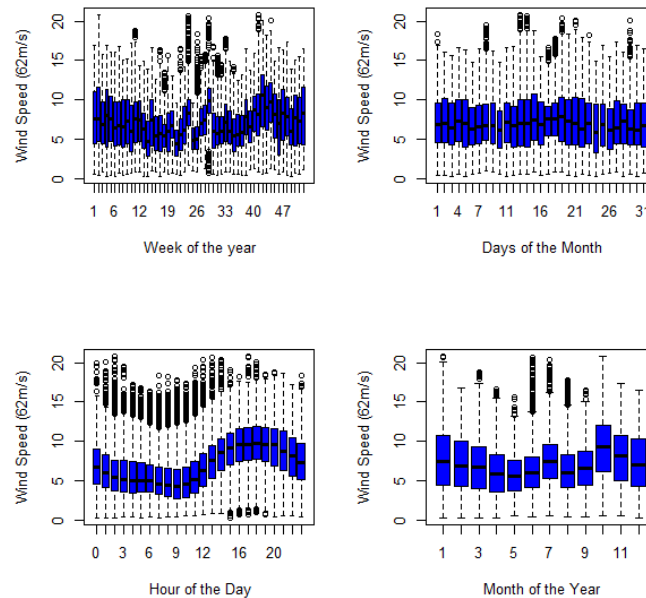 Wind Speed (62m/s)
20
15
10
5
0
1 6 12 19 26 33 40 47
Week of the year
Wind Speed (62m/s)
20
15
10
5
0
1 4 7 11 16 21 26 31
Days of the Month
Wind Speed (62m/s)
20
15
10
5
0
0 3 6 9 12 16 20
Hour of the Day
Wind Speed (62m/s)
20
15
10
5
0
1 3 5 7 9 11
Month of the Year